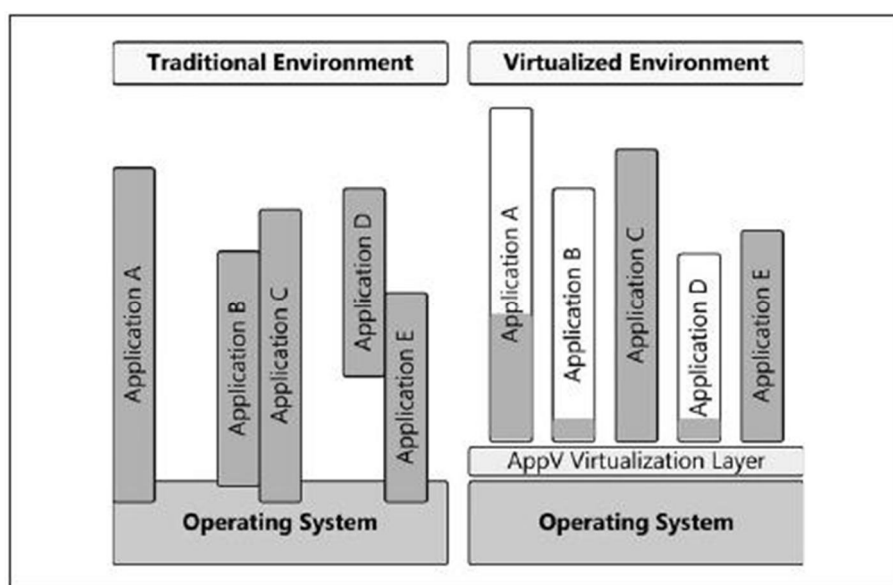 Traditional Environment
Application A
Application B
Application C
Application D
Application E
Operating System
Virtualized Environment
Application A
Application B
Application C
Application D
Application E
AppV Virtualization Layer
Operating System